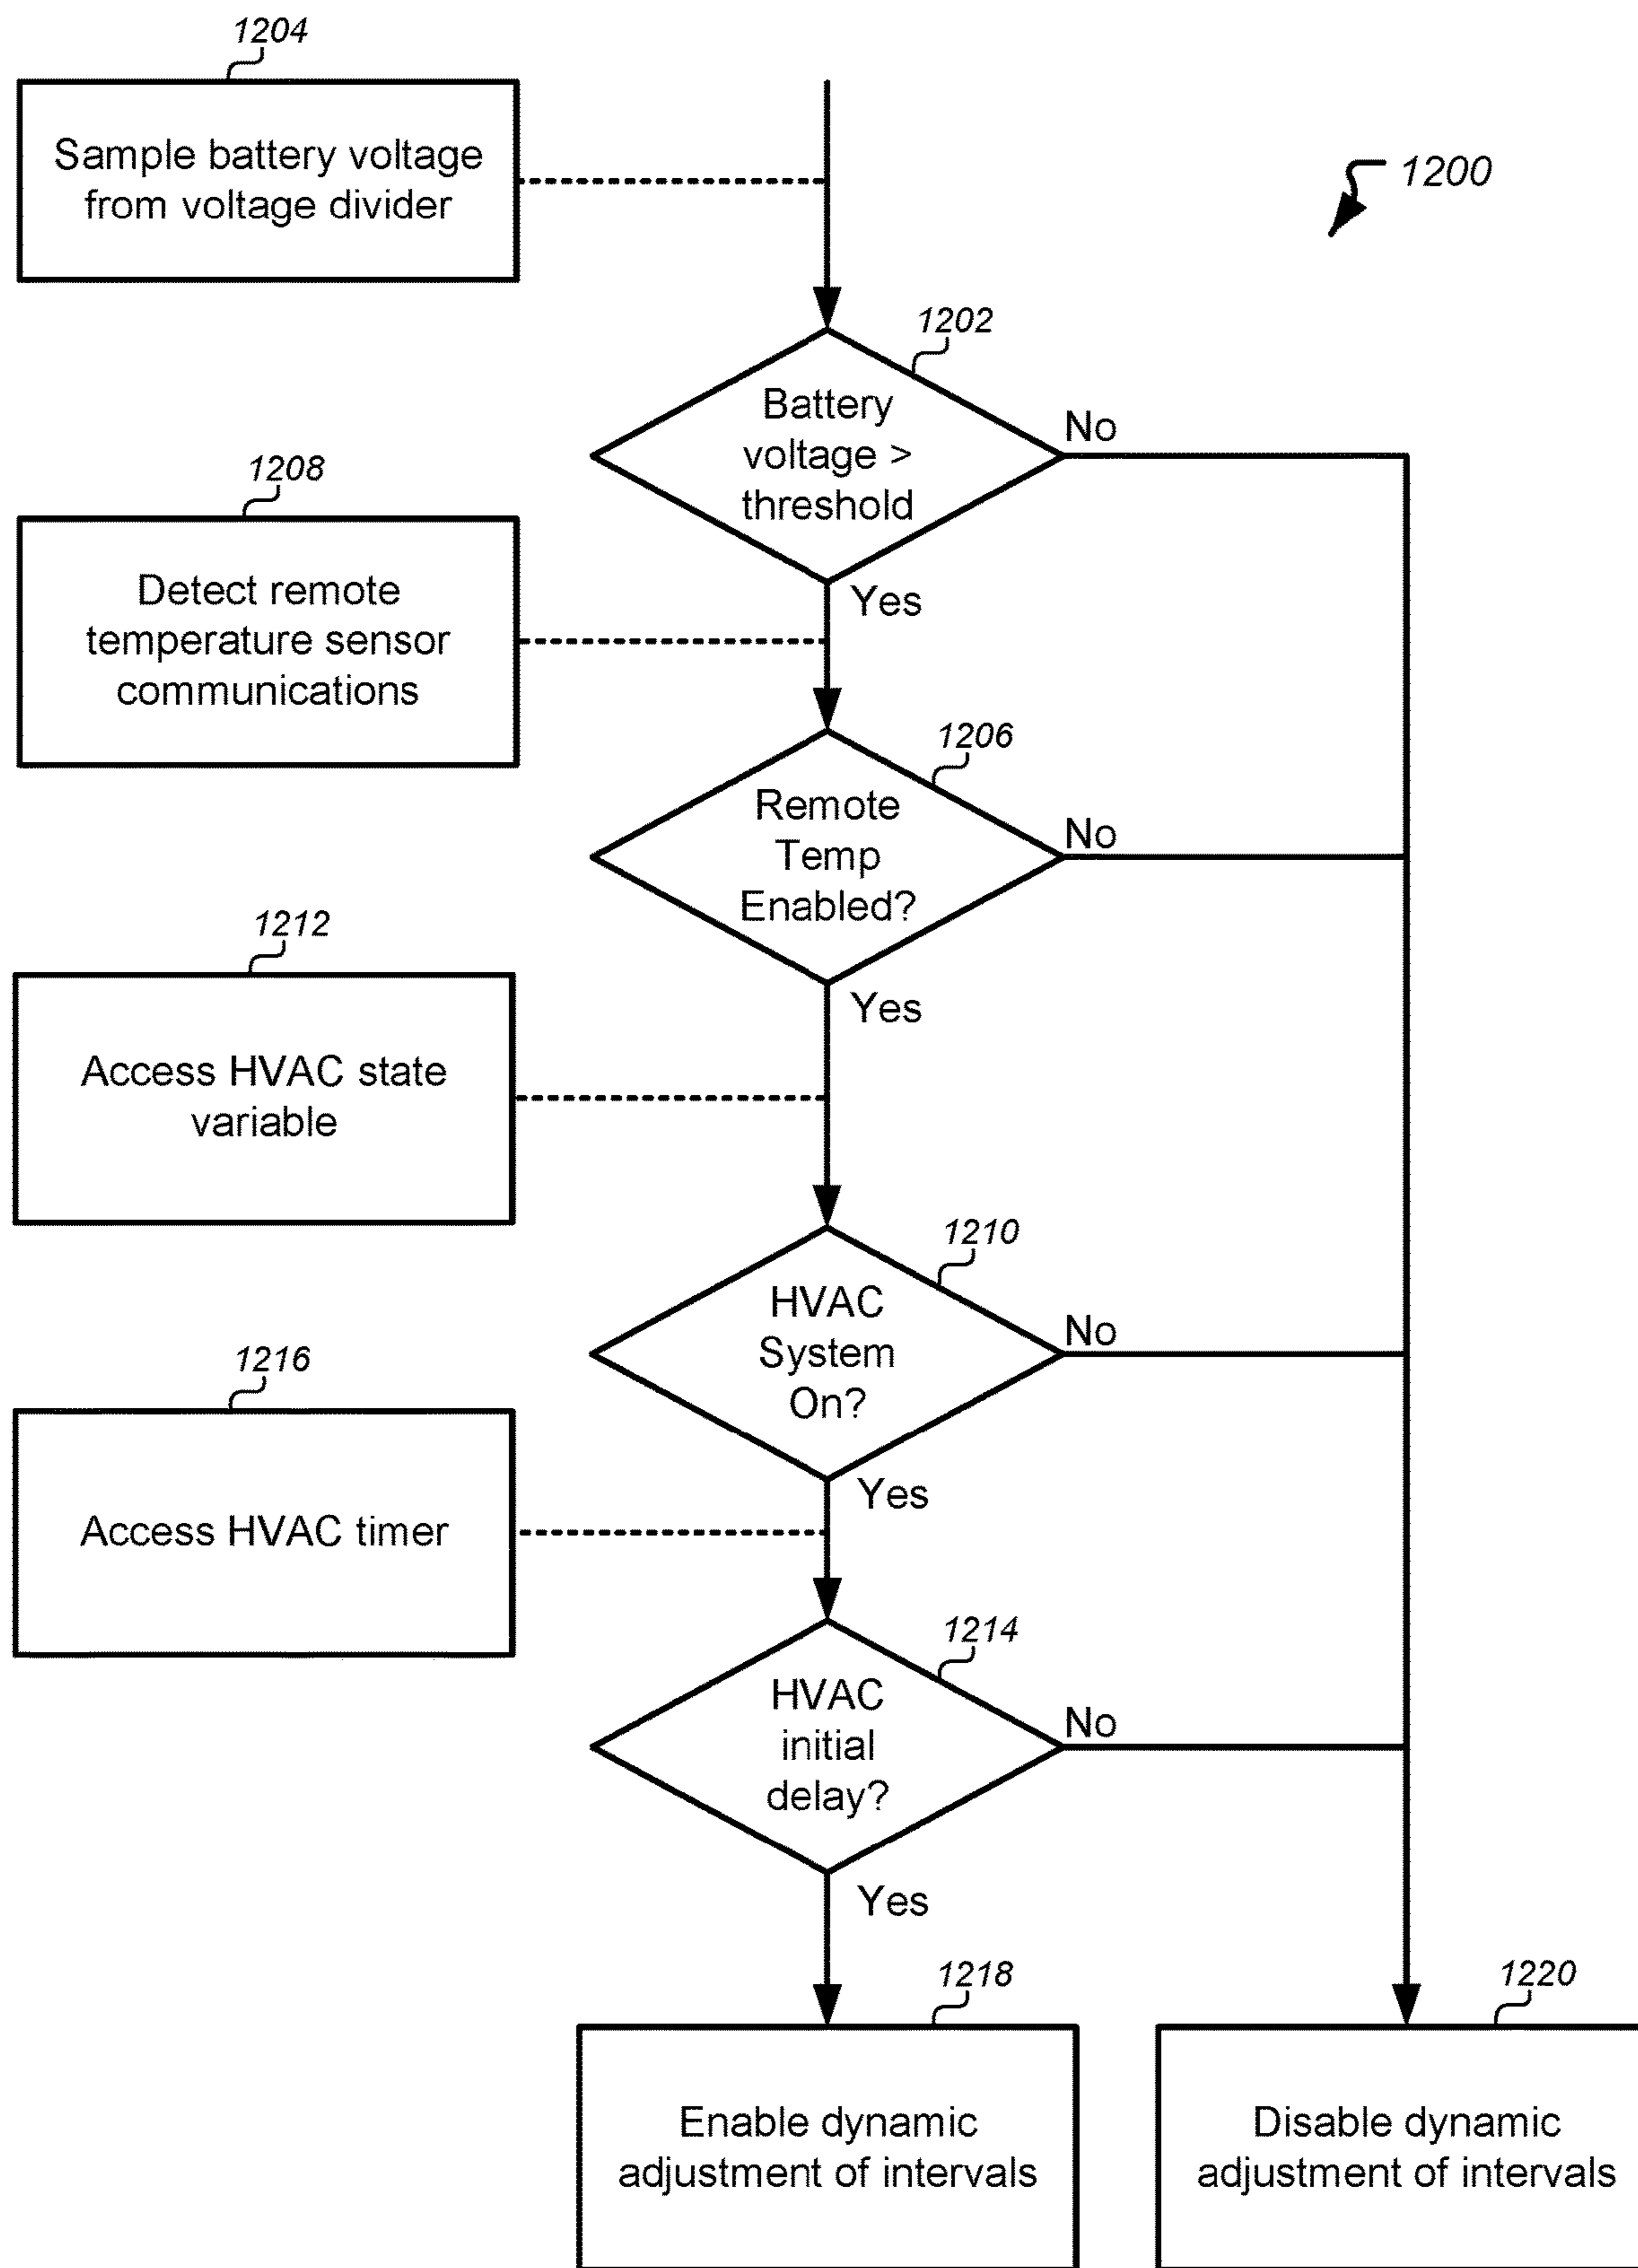 1204
Sample battery voltage
from voltage divider
1200
1202
Battery
voltage >
threshold
No
Yes
1208
Detect remote
temperature sensor
communications
1206
Remote
Temp
Enabled?
No
Yes
1212
Access HVAC state
variable
1210
HVAC
System
On?
No
Yes
1216
Access HVAC timer
1214
HVAC
initial
delay?
No
Yes
1218
Enable dynamic
adjustment of intervals
1220
Disable dynamic
adjustment of intervals